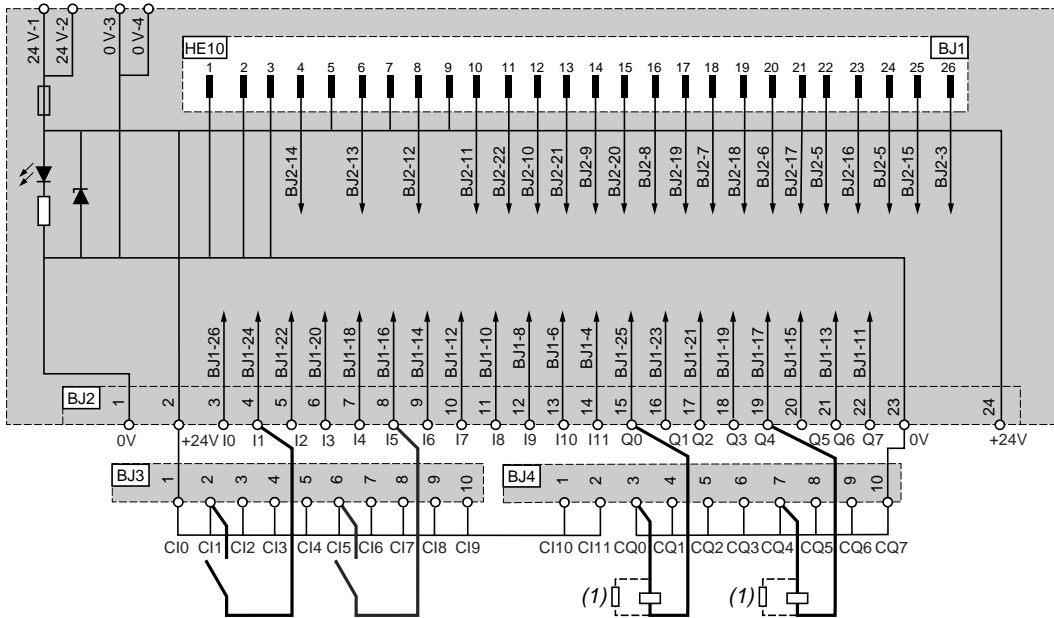 24 V-1 24 V-2 0 V-3 0 V-4
HE10 BJ1
1 2 3 4 5 6 7 8 9 10 11 12 13 14 15 16 17 18 19 20 21 22 23 24 25 26
BJ2-14 BJ2-13 BJ2-12 BJ2-11 BJ2-22 BJ2-10 BJ2-21 BJ2-9 BJ2-20 BJ2-8 BJ2-19 BJ2-7 BJ2-18 BJ2-6 BJ2-17 BJ2-5 BJ2-16 BJ2-5 BJ2-15 BJ2-3
BJ1-26 BJ1-24 BJ1-22 BJ1-20 BJ1-18 BJ1-16 BJ1-14 BJ1-12 BJ1-10 BJ1-8 BJ1-6 BJ1-4 BJ1-25 BJ1-23 BJ1-21 BJ1-19 BJ1-17 BJ1-15 BJ1-13 BJ1-11
BJ2 1 2 3 4 5 6 7 8 9 10 11 12 13 14 15 16 17 18 19 20 21 22 23 24
0V +24V I0 I1 I2 I3 I4 I5 I6 I7 I8 I9 I10 I11 Q0 Q1 Q2 Q3 Q4 Q5 Q6 Q7 0V +24V
BJ3 1 2 3 4 5 6 7 8 9 10 BJ4 1 2 3 4 5 6 7 8 9 10
CI0 CI1 CI2 CI3 CI4 CI5 CI6 CI7 CI8 CI9 CI10 CI11 CQ0 CQ1 CQ2 CQ3 CQ4 CQ5 CQ6 CQ7
(1) (1)